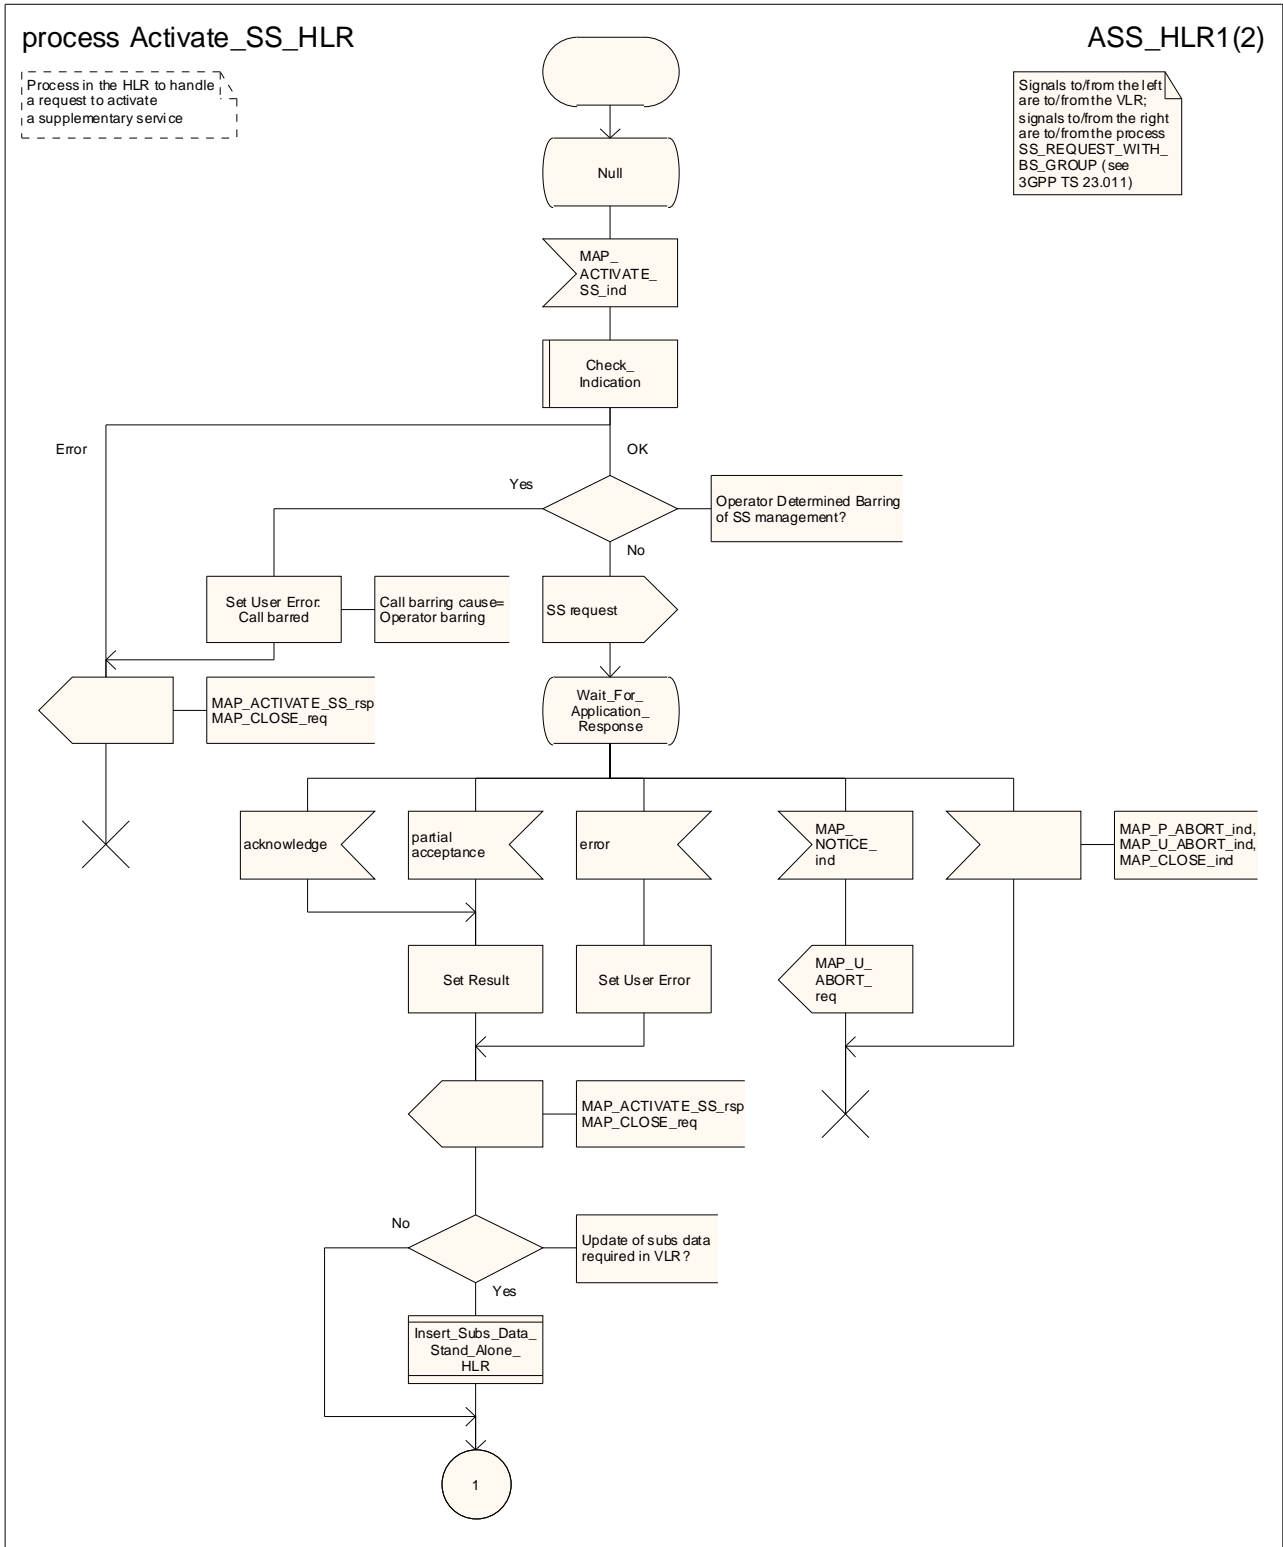 process Activate_SS_HLR
ASS_HLR1(2)
Process in the HLR to handle
a request to activate
a supplementary service
Signals to/from the left
are to/from the VLR;
signals to/from the right
are to/from the process
SS_REQUEST_WITH_
BS_GROUP (see
3GPP TS 23.011)
Null
MAP_
ACTIVATE_
SS_ind
Check_
Indication
Error
OK
Yes
Operator Determined Barring
of SS management?
No
Set User Error:
Call barred
Call barring cause=
Operator barring
SS request
MAP_ACTIVATE_SS_rsp
MAP_CLOSE_req
Wait_For_
Application_
Response
acknowledge
partial
acceptance
error
MAP_
NOTICE_
ind
MAP_P_ABORT_ind,
MAP_U_ABORT_ind,
MAP_CLOSE_ind
Set Result
Set User Error
MAP_U_
ABORT_
req
MAP_ACTIVATE_SS_rsp
MAP_CLOSE_req
No
Update of subs data
required in VLR?
Yes
Insert_Subs_Data_
Stand_Alone_
HLR
1